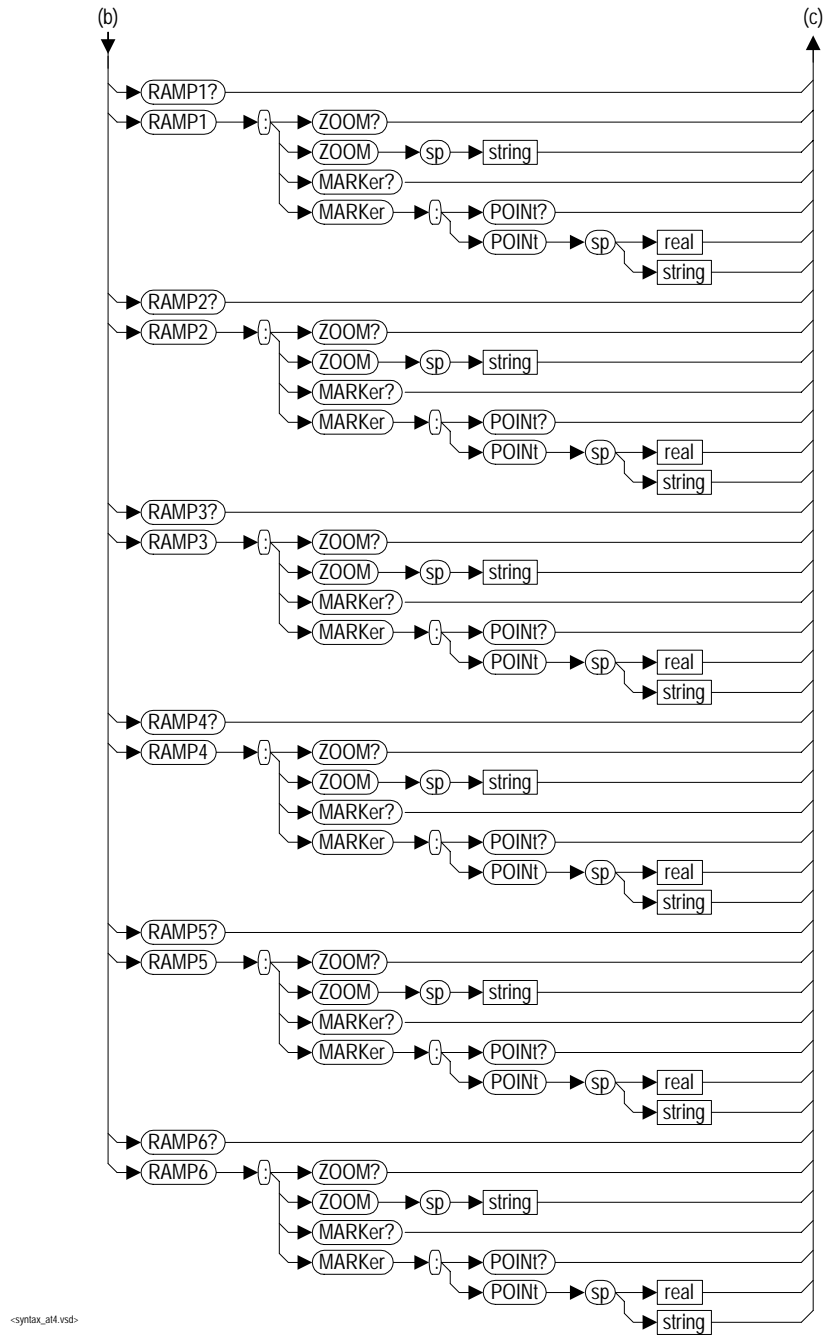 (b) (c)
RAMP1?
RAMP1 : ZOOM?
ZOOM sp string
MARKer?
MARKer : POINt?
POINt sp real
string
RAMP2?
RAMP2 : ZOOM?
ZOOM sp string
MARKer?
MARKer : POINt?
POINt sp real
string
RAMP3?
RAMP3 : ZOOM?
ZOOM sp string
MARKer?
MARKer : POINt?
POINt sp real
string
RAMP4?
RAMP4 : ZOOM?
ZOOM sp string
MARKer?
MARKer : POINt?
POINt sp real
string
RAMP5?
RAMP5 : ZOOM?
ZOOM sp string
MARKer?
MARKer : POINt?
POINt sp real
string
RAMP6?
RAMP6 : ZOOM?
ZOOM sp string
MARKer?
MARKer : POINt?
POINt sp real
string
<syntax_at4.vsd>